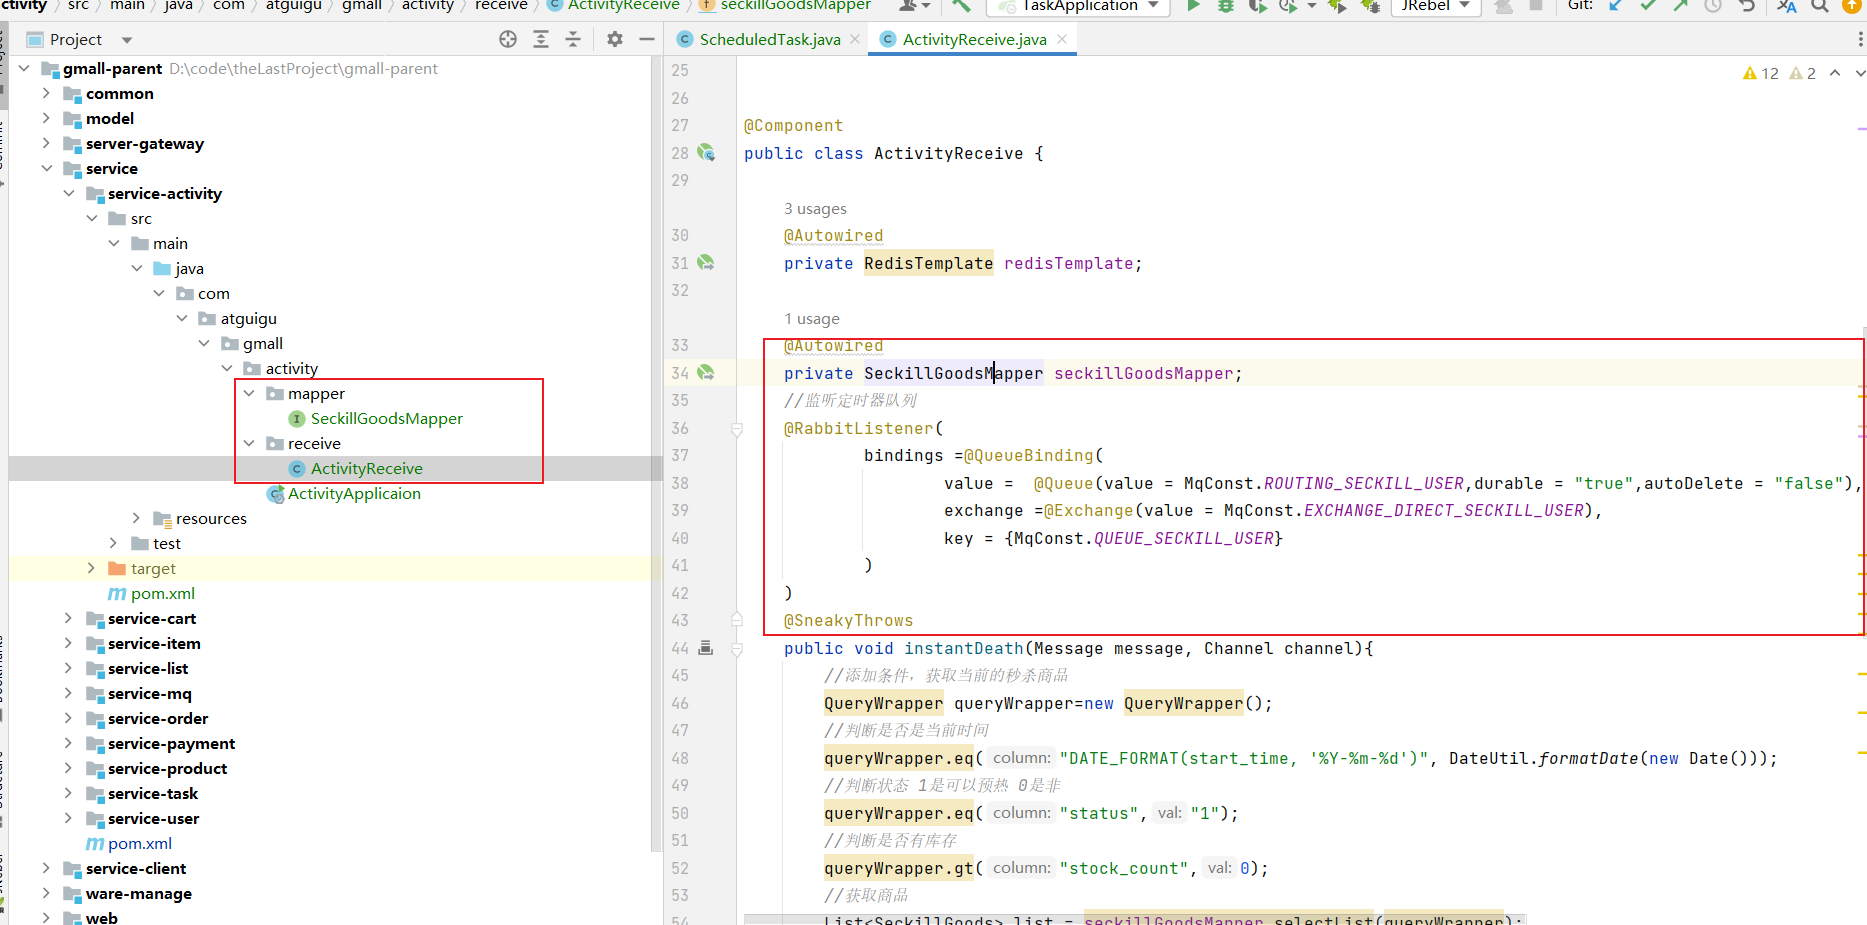 ctivity › src › main › java › com › atguigu › gmall › activity › receive › ActivityReceive › seckillGoodsMapper
TaskApplication
JRebel
Git:
Project
ScheduledTask.java
ActivityReceive.java
12
2
gmall-parent D:\code\theLastProject\gmall-parent
common
model
server-gateway
service
service-activity
src
main
java
com
atguigu
gmall
activity
mapper
SeckillGoodsMapper
receive
ActivityReceive
ActivityApplicaion
resources
test
target
pom.xml
service-cart
service-item
service-list
service-mq
service-order
service-payment
service-product
service-task
service-user
pom.xml
service-client
ware-manage
web
25
26
27 @Component
28 public class ActivityReceive {
29
3 usages
30 @Autowired
31 private RedisTemplate redisTemplate;
32
1 usage
33 @Autowired
34 private SeckillGoodsMapper seckillGoodsMapper;
35 //监听定时器队列
36 @RabbitListener(
37 bindings =@QueueBinding(
38 value = @Queue(value = MqConst.ROUTING_SECKILL_USER,durable = "true",autoDelete = "false"),
39 exchange =@Exchange(value = MqConst.EXCHANGE_DIRECT_SECKILL_USER),
40 key = {MqConst.QUEUE_SECKILL_USER}
41 )
42 )
43 @SneakyThrows
44 public void instantDeath(Message message, Channel channel){
45 //添加条件，获取当前的秒杀商品
46 QueryWrapper queryWrapper=new QueryWrapper();
47 //判断是否是当前时间
48 queryWrapper.eq( column: "DATE_FORMAT(start_time, '%Y-%m-%d')", DateUtil.formatDate(new Date()));
49 //判断状态 1是可以预热 0是非
50 queryWrapper.eq( column: "status", val: "1");
51 //判断是否有库存
52 queryWrapper.gt( column: "stock_count", val: 0);
53 //获取商品
54 List<SeckillGoods> list = seckillGoodsMapper.selectList(queryWrapper);